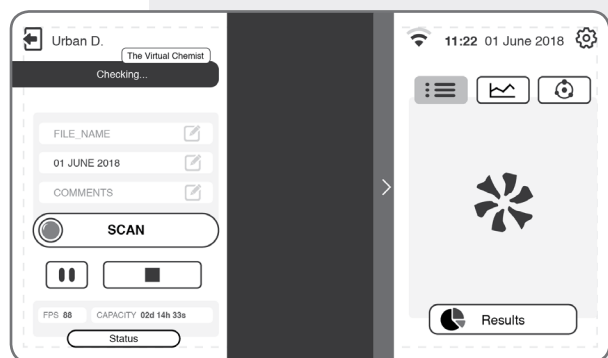 Urban D.
The Virtual Chemist
Checking...
FILE_NAME
01 JUNE 2018
COMMENTS
SCAN
FPS 88 CAPACITY 02d 14h 33s
Status
11:22 01 June 2018
Results